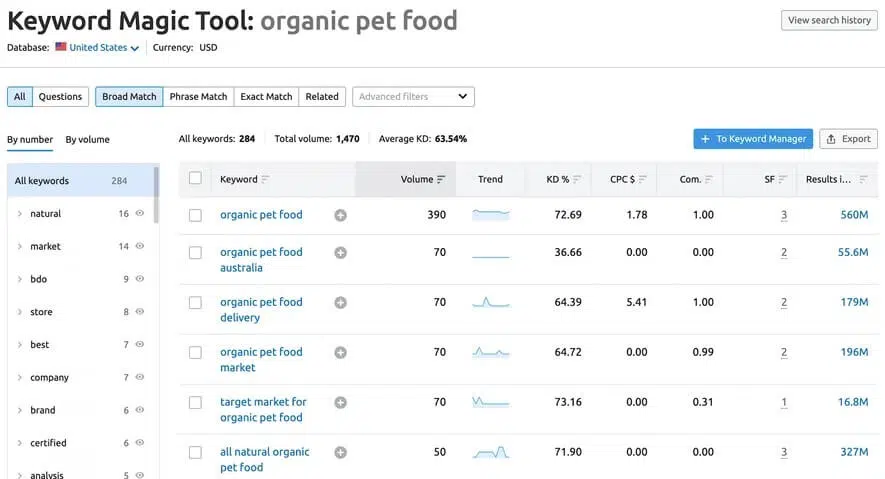 Keyword Magic Tool: organic pet food
View search history
Database: United States Currency: USD
All Questions Broad Match Phrase Match Exact Match Related Advanced filters
By number By volume
All keywords: 284 Total volume: 1,470 Average KD: 63.54%
+ To Keyword Manager Export
All keywords 284
natural 16
market 14
bdo 9
store 8
best 7
company 7
brand 6
certified 6
analysis 5
Keyword Volume Trend KD % CPC $ Com. SF Results i...
organic pet food 390 72.69 1.78 1.00 3 560M
organic pet food
australia
70 36.66 0.00 0.00 2 55.6M
organic pet food
delivery
70 64.39 5.41 1.00 2 179M
organic pet food
market
70 64.72 0.00 0.99 2 196M
target market for
organic pet food
70 73.16 0.00 0.31 1 16.8M
all natural organic
pet food
50 71.90 0.00 0.00 3 327M